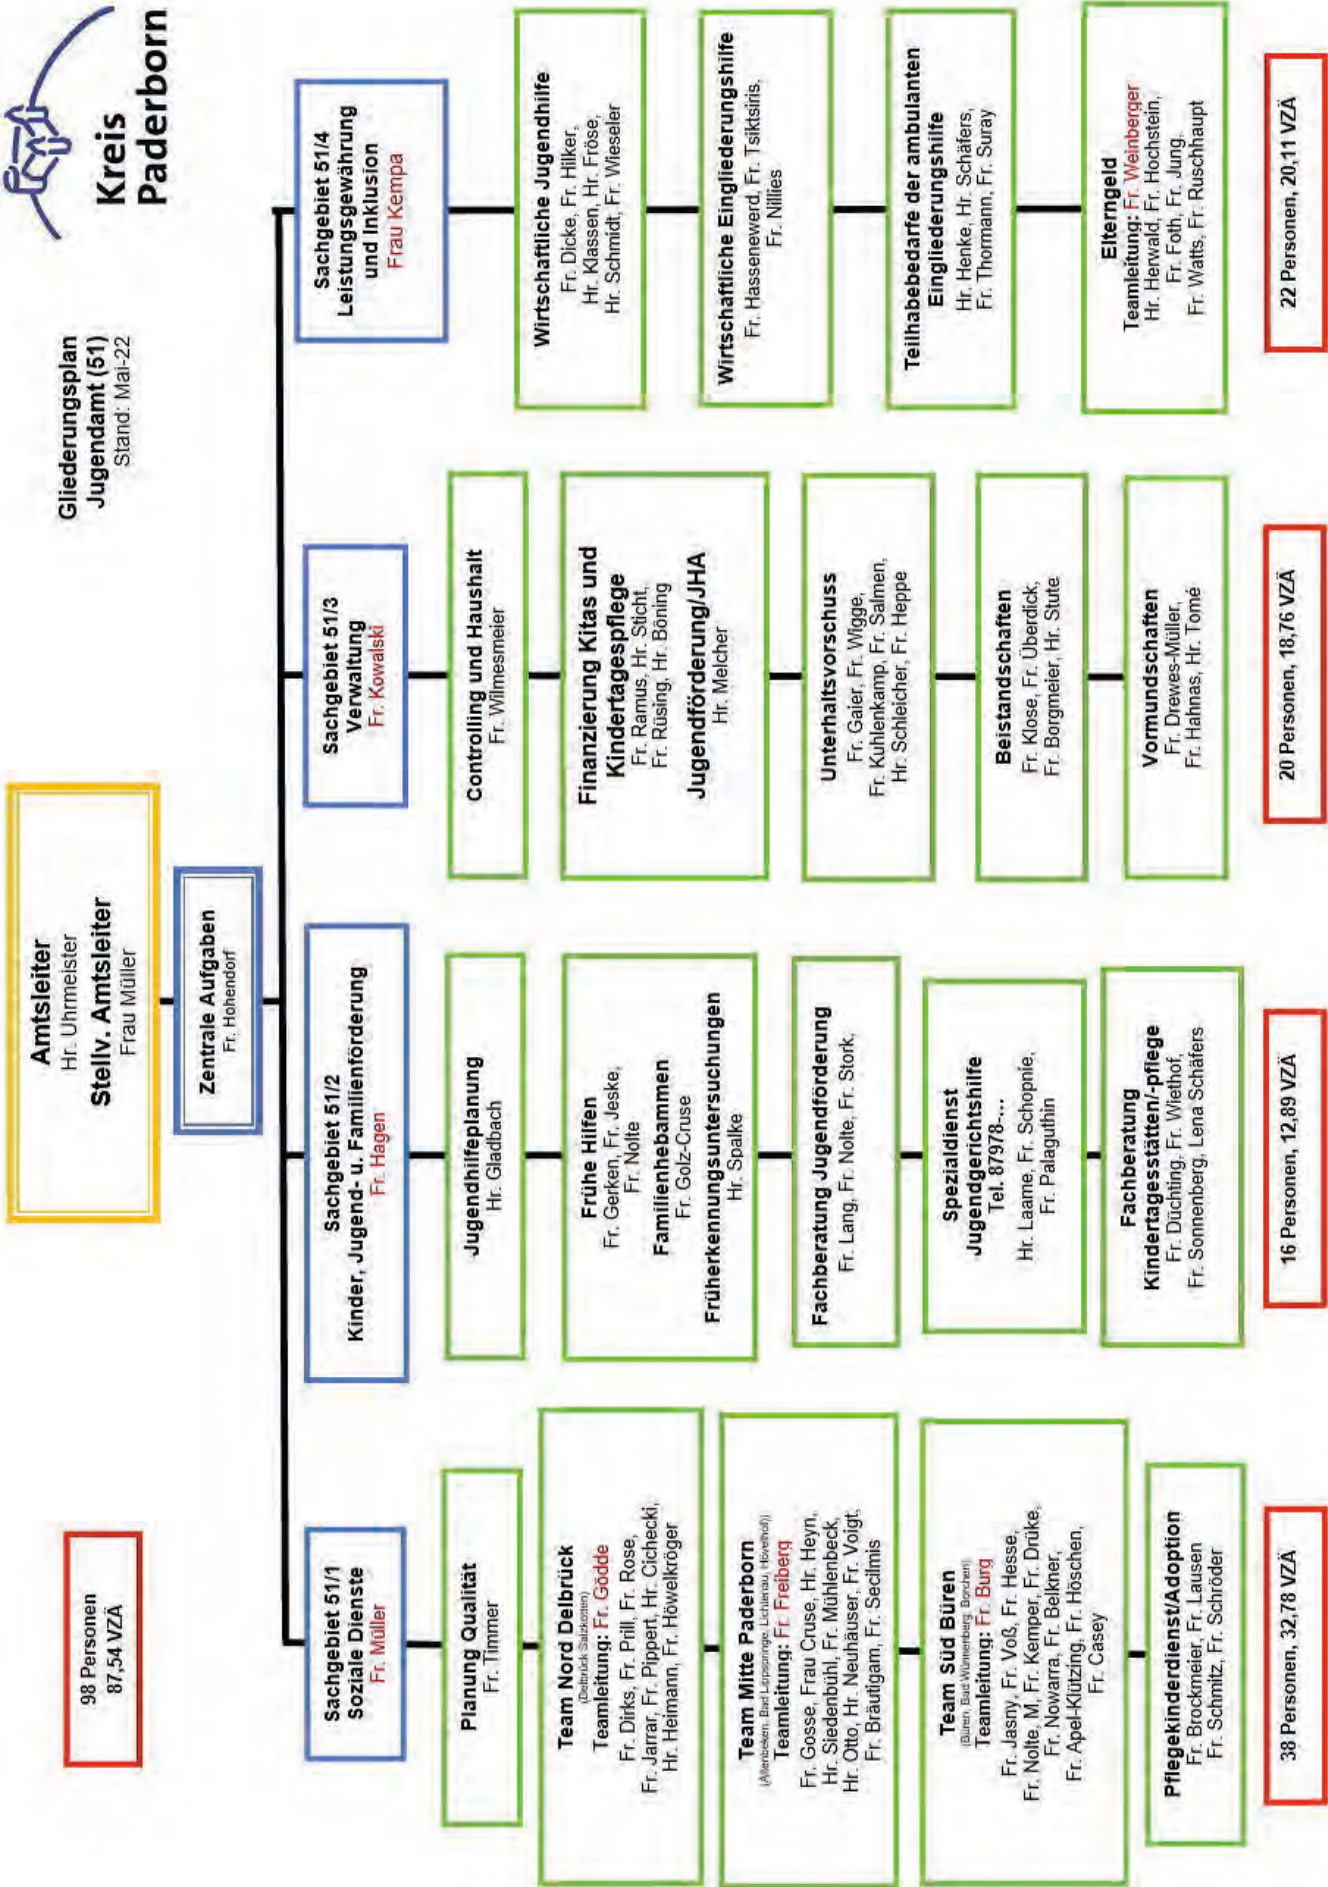 98 Personen
87,54 VZÄ
Amtsleiter
Hr. Uhrmeister
Stellv. Amtsleiter
Frau Müller
Gliederungsplan
Jugendamt (51)
Stand: Mai-22
Kreis
Paderborn
Zentrale Aufgaben
Fr. Hohendorf
Sachgebiet 51/1
Soziale Dienste
Fr. Müller
Planung Qualität
Fr. Timmer
Team Nord Delbrück
(Delbrück Salzkotten)
Teamleitung: Fr. Gödde
Fr. Dirks, Fr. Prill, Fr. Rose,
Fr. Jarrar, Fr. Pippert, Hr. Cichecki,
Hr. Heimann, Fr. Höwelkröger
Team Mitte Paderborn
(Altenbeken, Bad Lippspringe, Lichtenau, Hövelhof)
Teamleitung: Fr. Freiberg
Fr. Gosse, Frau Cruse, Hr. Heyn,
Hr. Siedenbühl, Fr. Mühlenbeck,
Hr. Otto, Hr. Neuhäuser, Fr. Voigt,
Fr. Bräutigam, Fr. Secilmis
Team Süd Büren
(Büren, Bad Wünnenberg, Borchen)
Teamleitung: Fr. Burg
Fr. Jasny, Fr. Voß, Fr. Hesse,
Fr. Nolte, M, Fr. Kemper, Fr. Drüke,
Fr. Nowarra, Fr. Belkner,
Fr. Apel-Klützing, Fr. Höschen,
Fr. Casey
Pflegekinderdienst/Adoption
Fr. Brockmeier, Fr. Lausen
Fr. Schmitz, Fr. Schröder
38 Personen, 32,78 VZÄ
Sachgebiet 51/2
Kinder, Jugend- u. Familienförderung
Fr. Hagen
Jugendhilfeplanung
Hr. Gladbach
Frühe Hilfen
Fr. Gerken, Fr. Jeske,
Fr. Nolte
Familienhebammen
Fr. Golz-Cruse
Früherkennungsuntersuchungen
Hr. Spalke
Fachberatung Jugendförderung
Fr. Lang, Fr. Nolte, Fr. Stork,
Spezialdienst
Jugendgerichtshilfe
Tel. 87978-...
Hr. Laame, Fr. Schopnie,
Fr. Palaguthin
Fachberatung
Kindertagesstätten/-pflege
Fr. Düchting, Fr. Wiethof,
Fr. Sonnenberg, Lena Schäfers
16 Personen, 12,89 VZÄ
Sachgebiet 51/3
Verwaltung
Fr. Kowalski
Controlling und Haushalt
Fr. Wilmesmeier
Finanzierung Kitas und
Kindertagespflege
Fr. Ramus, Hr. Sticht,
Fr. Rüsing, Hr. Böning
Jugendförderung/JHA
Hr. Melcher
Unterhaltsvorschuss
Fr. Gaier, Fr. Wigge,
Fr. Kuhlenkamp, Fr. Salmen,
Hr. Schleicher, Fr. Heppe
Beistandschaften
Fr. Klose, Fr. Überdick,
Fr. Borgmeier, Hr. Stute
Vormundschaften
Fr. Drewes-Müller,
Fr. Hahnas, Hr. Tomé
20 Personen, 18,76 VZÄ
Sachgebiet 51/4
Leistungsgewährung
und Inklusion
Frau Kempa
Wirtschaftliche Jugendhilfe
Fr. Dicke, Fr. Hilker,
Hr. Klassen, Hr. Fröse,
Hr. Schmidt, Fr. Wieseler
Wirtschaftliche Eingliederungshilfe
Fr. Hassenewerd, Fr. Tsiktsiris,
Fr. Nillies
Teilhabebedarfe der ambulanten
Eingliederungshilfe
Hr. Henke, Hr. Schäfers,
Fr. Thormann, Fr. Suray
Elterngeld
Teamleitung: Fr. Weinberger
Hr. Herwald, Fr. Hochstein,
Fr. Foth, Fr. Jung,
Fr. Watts, Fr. Ruschhaupt
22 Personen, 20,11 VZÄ